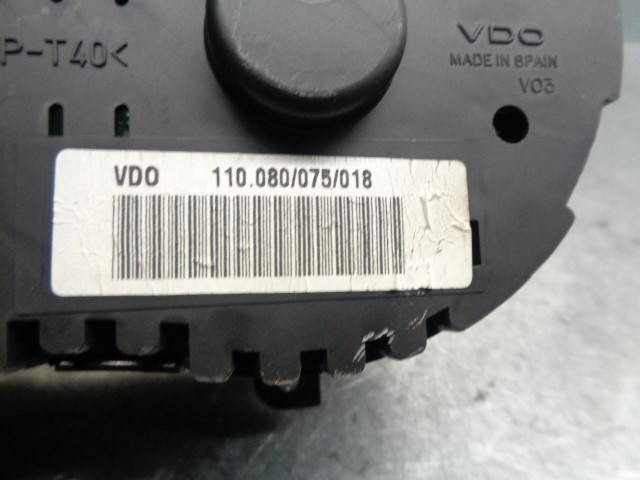 P-T40<
VDO
MADE IN SPAIN
V03
VDO 110.080/075/018